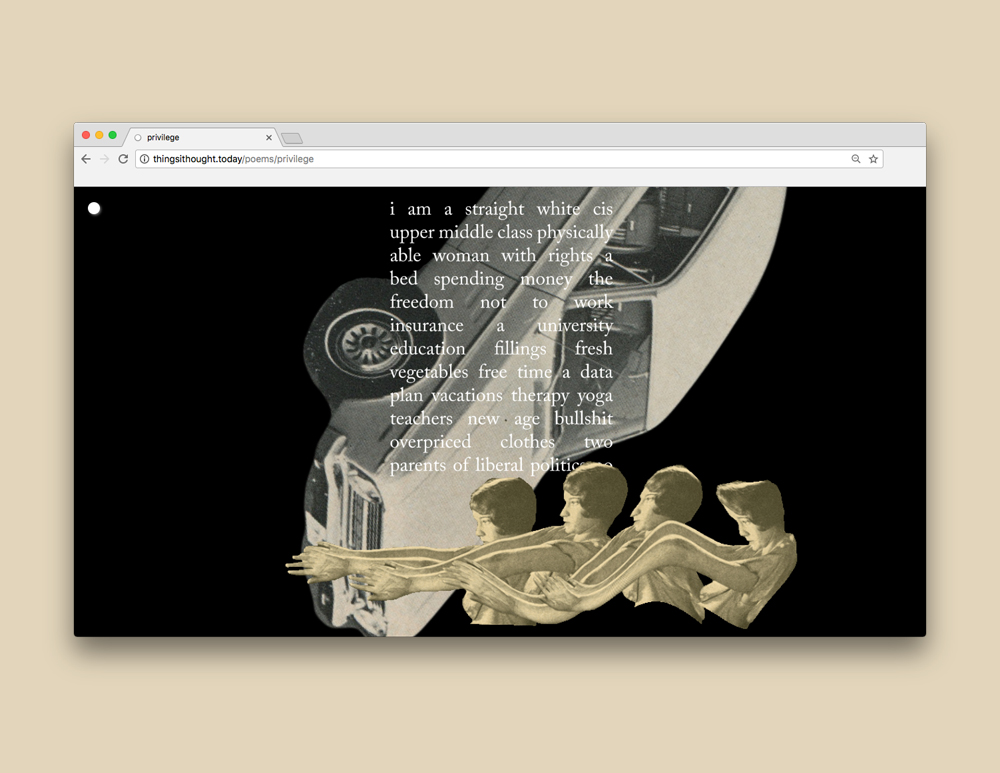 privilege
thingsithought.today/poems/privilege
i am a straight white cis
upper middle class physically
able woman with rights a
bed spending money the
freedom not to work
insurance a university
education fillings fresh
vegetables free time a data
plan vacations therapy yoga
teachers new age bullshit
overpriced clothes two
parents of liberal politics